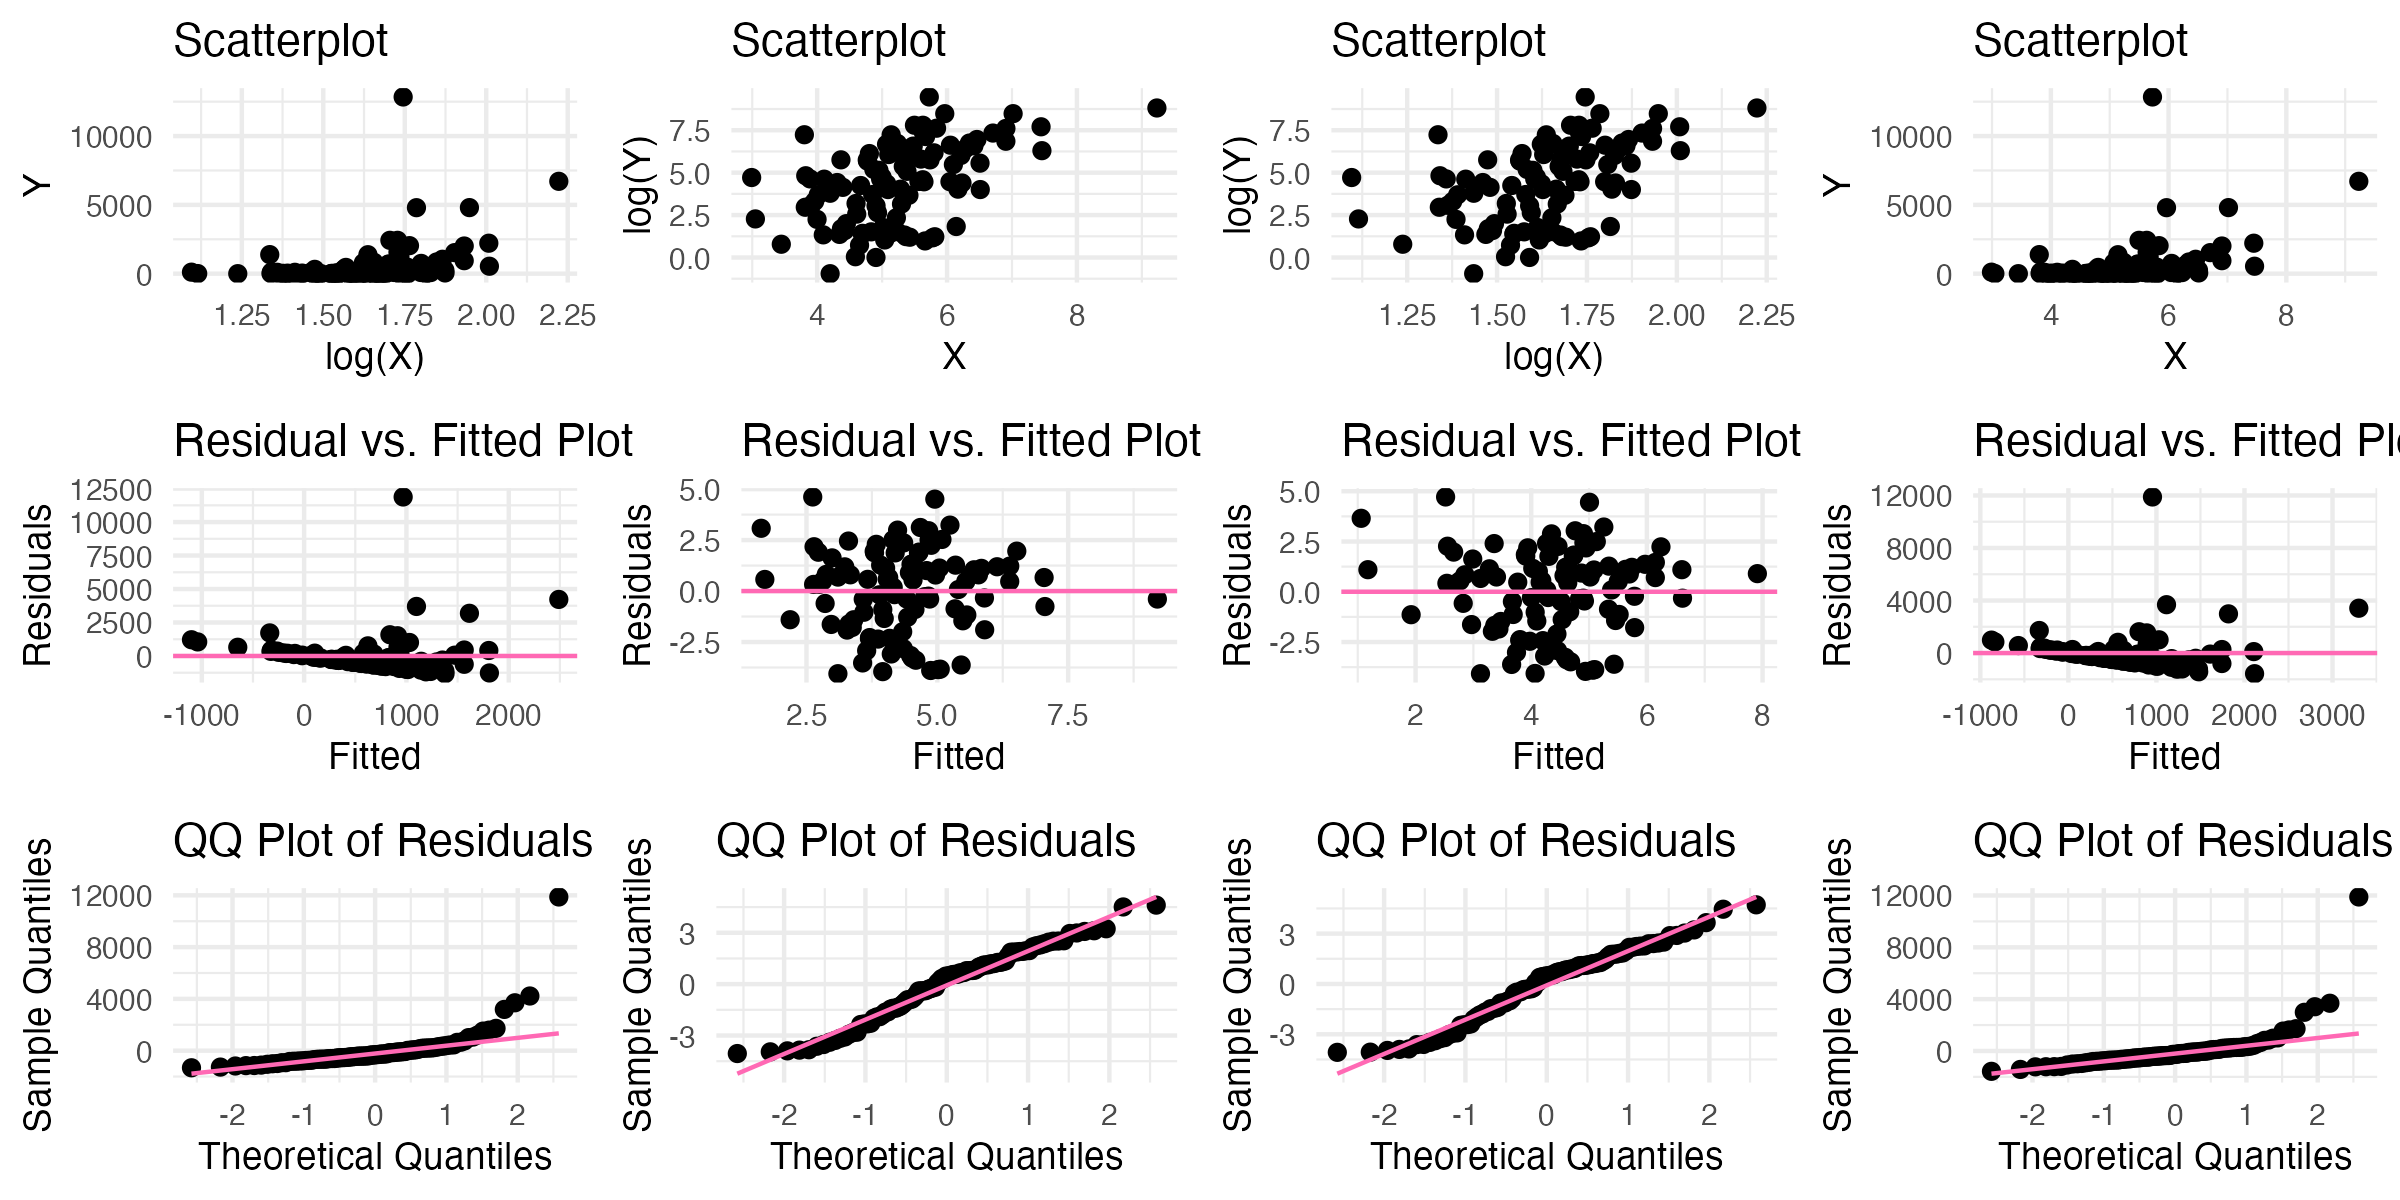 Scatterplot
Y
10000
5000
0
1.25 1.50 1.75 2.00 2.25
log(X)
Scatterplot
log(Y)
7.5
5.0
2.5
0.0
4 6 8
X
Scatterplot
log(Y)
7.5
5.0
2.5
0.0
1.25 1.50 1.75 2.00 2.25
log(X)
Scatterplot
Y
10000
5000
0
4 6 8
X
Residual vs. Fitted Plot
Residuals
12500
10000
7500
5000
2500
0
-1000 0 1000 2000
Fitted
Residual vs. Fitted Plot
Residuals
5.0
2.5
0.0
-2.5
2.5 5.0 7.5
Fitted
Residual vs. Fitted Plot
Residuals
5.0
2.5
0.0
-2.5
2 4 6 8
Fitted
Residual vs. Fitted Pl
Residuals
12000
8000
4000
0
-1000 0 1000 2000 3000
Fitted
QQ Plot of Residuals
Sample Quantiles
12000
8000
4000
0
-2 -1 0 1 2
Theoretical Quantiles
QQ Plot of Residuals
Sample Quantiles
3
0
-3
-2 -1 0 1 2
Theoretical Quantiles
QQ Plot of Residuals
Sample Quantiles
3
0
-3
-2 -1 0 1 2
Theoretical Quantiles
QQ Plot of Residuals
Sample Quantiles
12000
8000
4000
0
-2 -1 0 1 2
Theoretical Quantiles